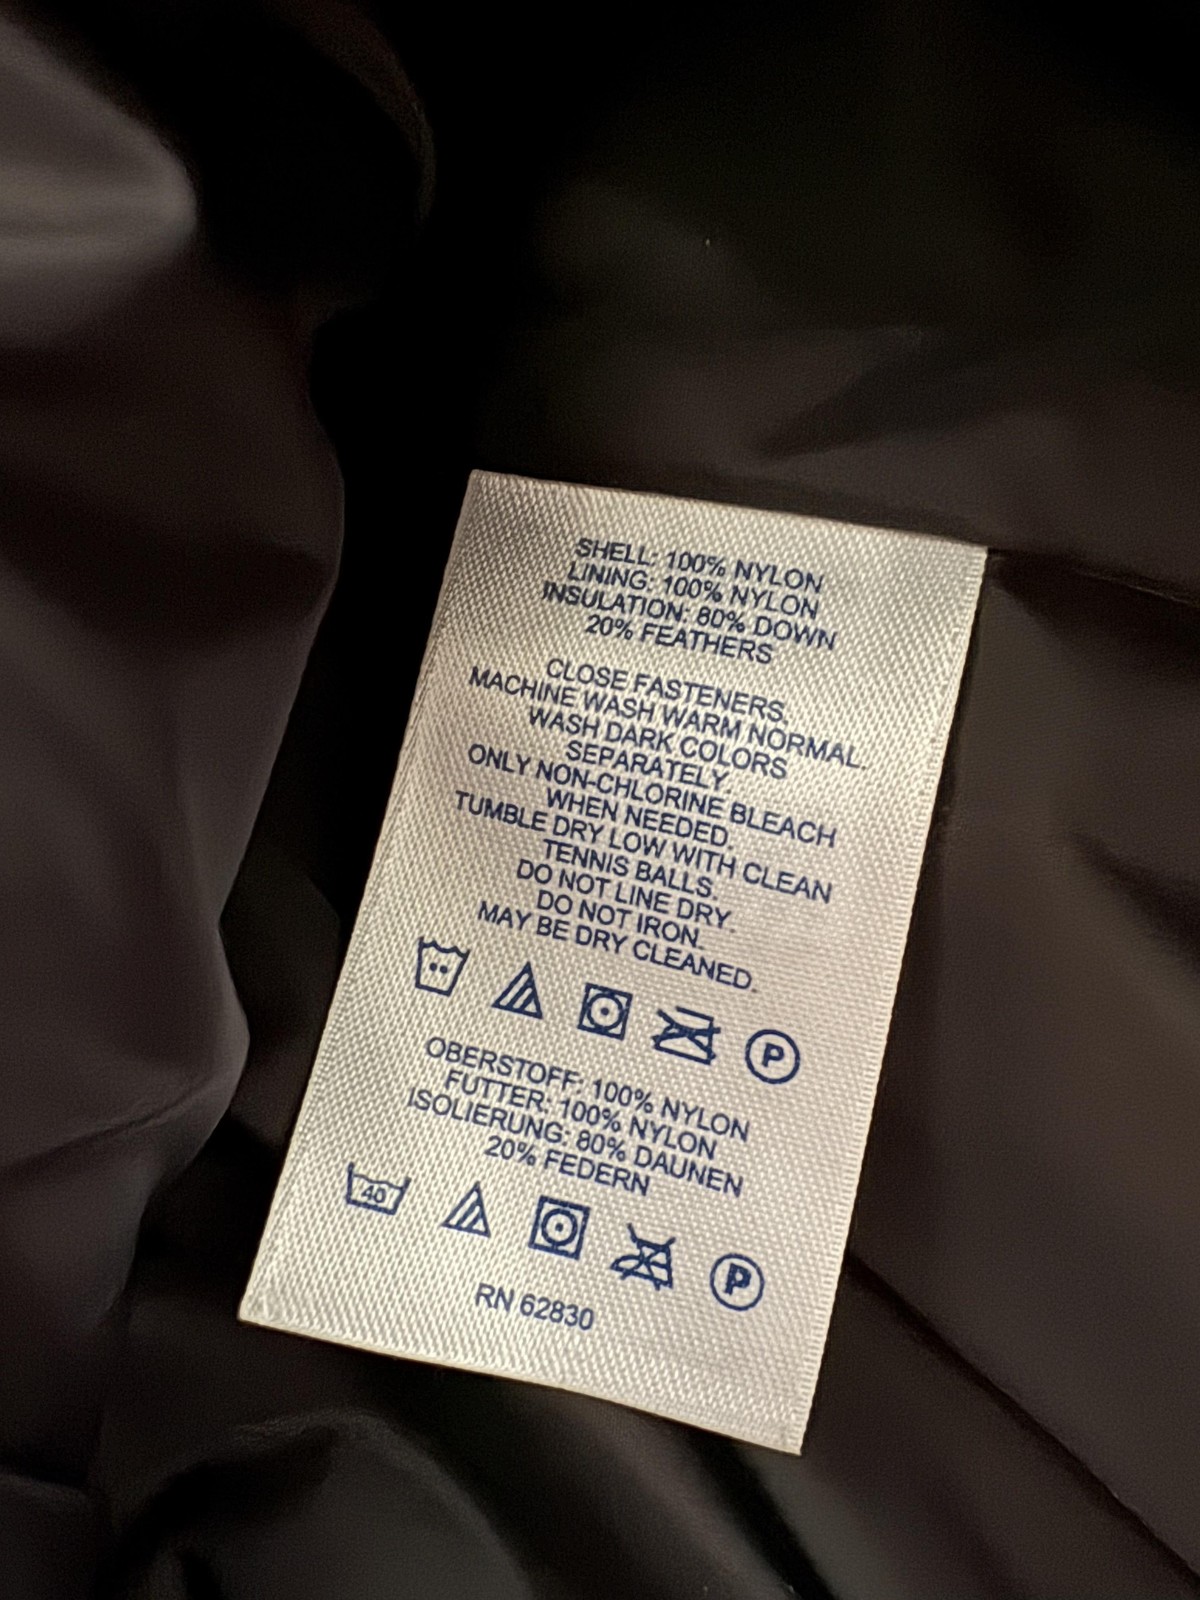 SHELL: 100% NYLON
LINING: 100% NYLON
INSULATION: 80% DOWN
20% FEATHERS
CLOSE FASTENERS.
MACHINE WASH WARM NORMAL.
WASH DARK COLORS
SEPARATELY.
ONLY NON-CHLORINE BLEACH
WHEN NEEDED.
TUMBLE DRY LOW WITH CLEAN
TENNIS BALLS.
DO NOT LINE DRY.
DO NOT IRON.
MAY BE DRY CLEANED.
P
OBERSTOFF: 100% NYLON
FUTTER: 100% NYLON
ISOLIERUNG: 80% DAUNEN
20% FEDERN
40 P
RN 62830